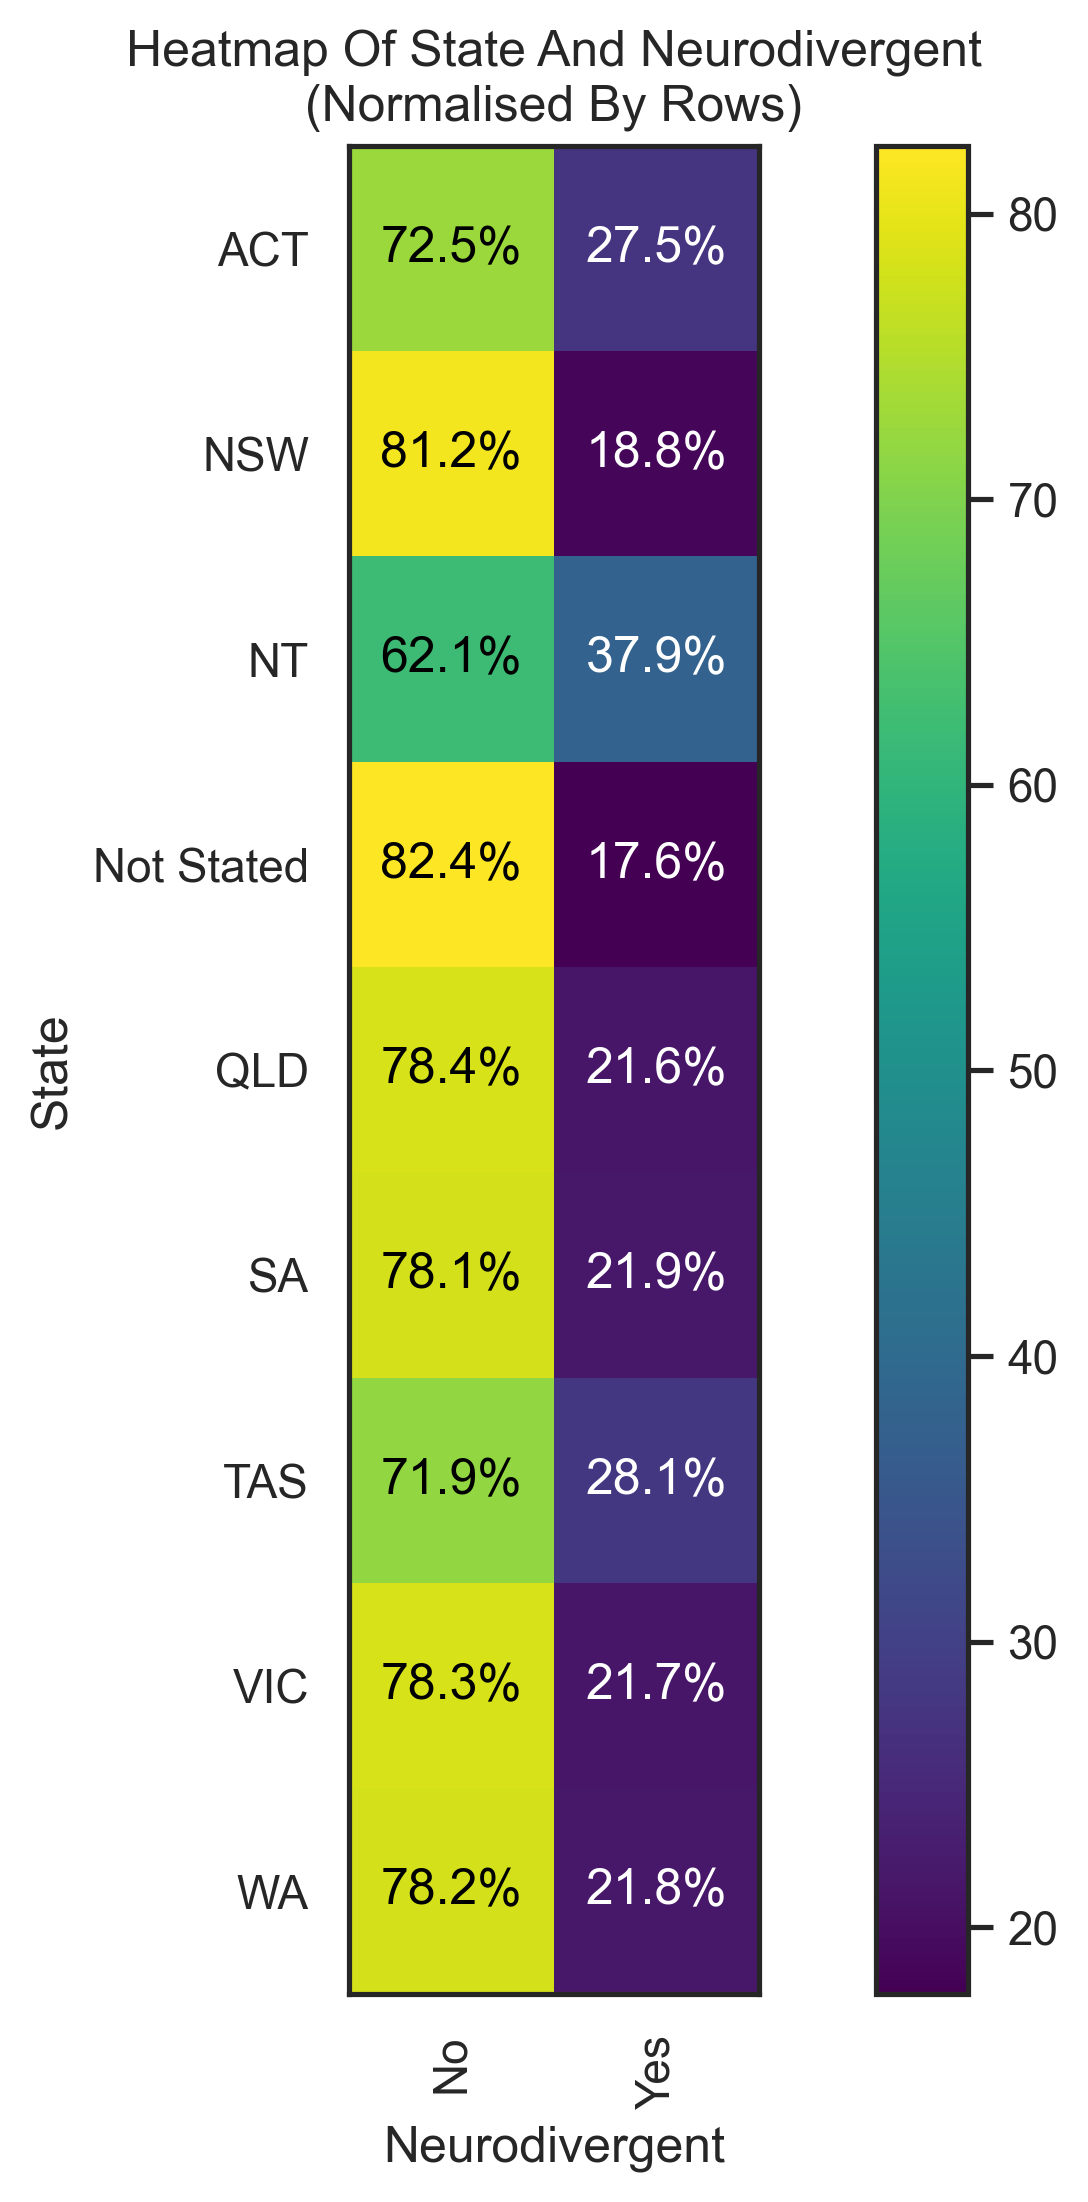 Heatmap Of State And Neurodivergent
(Normalised By Rows)
ACT 72.5% 27.5%
NSW 81.2% 18.8%
NT 62.1% 37.9%
Not Stated 82.4% 17.6%
QLD 78.4% 21.6%
SA 78.1% 21.9%
TAS 71.9% 28.1%
VIC 78.3% 21.7%
WA 78.2% 21.8%
State
No
Yes
Neurodivergent
80
70
60
50
40
30
20